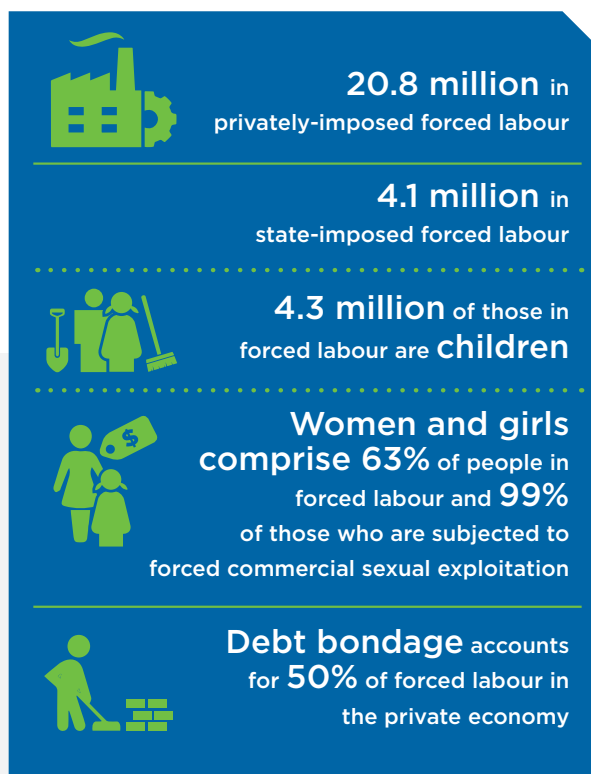 20.8 million in
privately-imposed forced labour
4.1 million in
state-imposed forced labour
4.3 million of those in
forced labour are children
$
Women and girls
comprise 63% of people in
forced labour and 99%
of those who are subjected to
forced commercial sexual exploitation
Debt bondage accounts
for 50% of forced labour in
the private economy